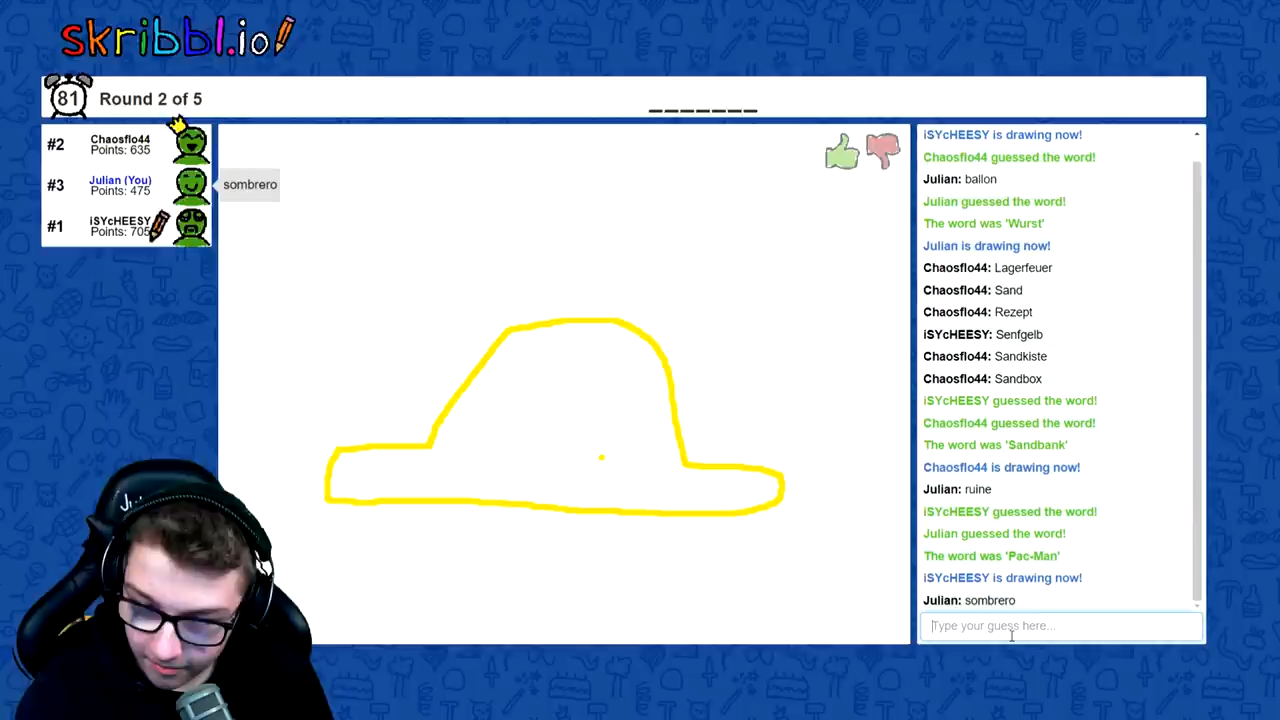 skribbl.io
81
Round 2 of 5
_______
#2
Chaosflo44
Points: 635
#3
Julian (You)
Points: 475
sombrero
#1
iSYcHEESY
Points: 705
iSYcHEESY is drawing now!
Chaosflo44 guessed the word!
Julian: ballon
Julian guessed the word!
The word was 'Wurst'
Julian is drawing now!
Chaosflo44: Lagerfeuer
Chaosflo44: Sand
Chaosflo44: Rezept
iSYcHEESY: Senfgelb
Chaosflo44: Sandkiste
Chaosflo44: Sandbox
iSYcHEESY guessed the word!
Chaosflo44 guessed the word!
The word was 'Sandbank'
Chaosflo44 is drawing now!
Julian: ruine
iSYcHEESY guessed the word!
Julian guessed the word!
The word was 'Pac-Man'
iSYcHEESY is drawing now!
Julian: sombrero
Type your guess here...